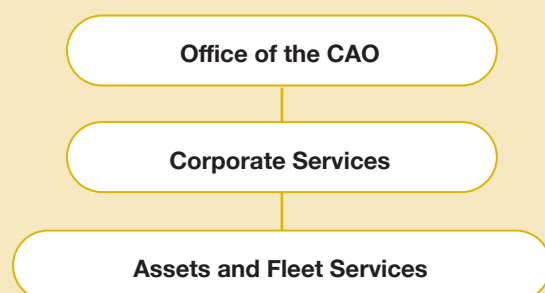 Office of the CAO
Corporate Services
Assets and Fleet Services